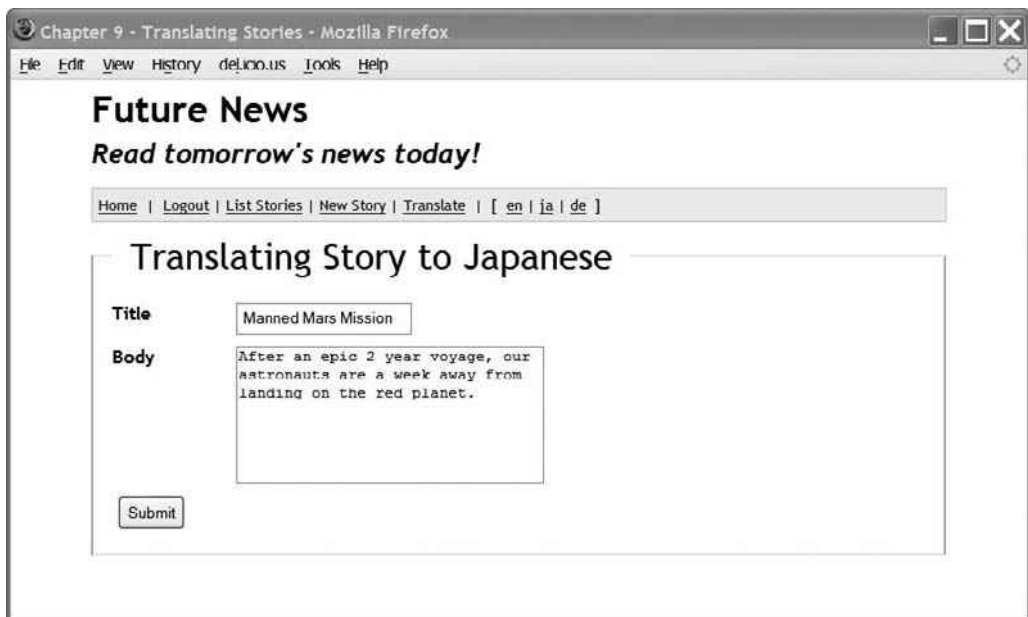 Chapter 9 - Translating Stories - Mozilla Firefox
File Edit View History del.icio.us Tools Help
Future News
Read tomorrow's news today!
Home | Logout | List Stories | New Story | Translate | [ en | ja | de ]
Translating Story to Japanese
Title Manned Mars Mission
Body After an epic 2 year voyage, our
astronauts are a week away from
landing on the red planet.
Submit